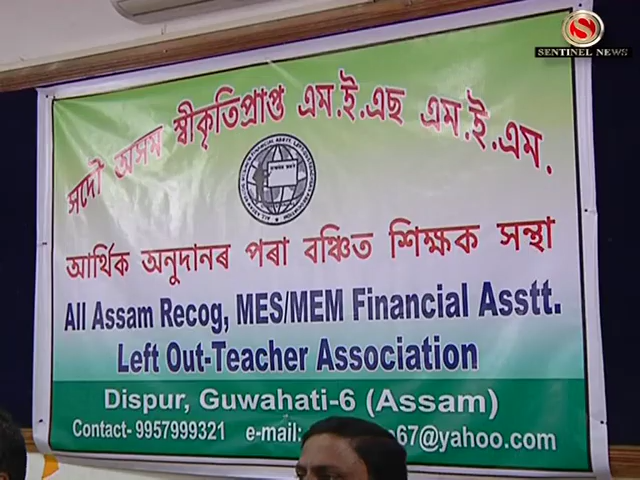 SENTINEL NEWS
সদৌ অসম স্বীকৃতিপ্ৰাপ্ত এম.ই.এছ এম.ই.এম.
আৰ্থিক অনুদানৰ পৰা বঞ্চিত শিক্ষক সন্থা
All Assam Recog, MES/MEM Financial Asstt.
Left Out-Teacher Association
Dispur, Guwahati-6 (Assam)
Contact- 9957999321 e-mail: 67@yahoo.com